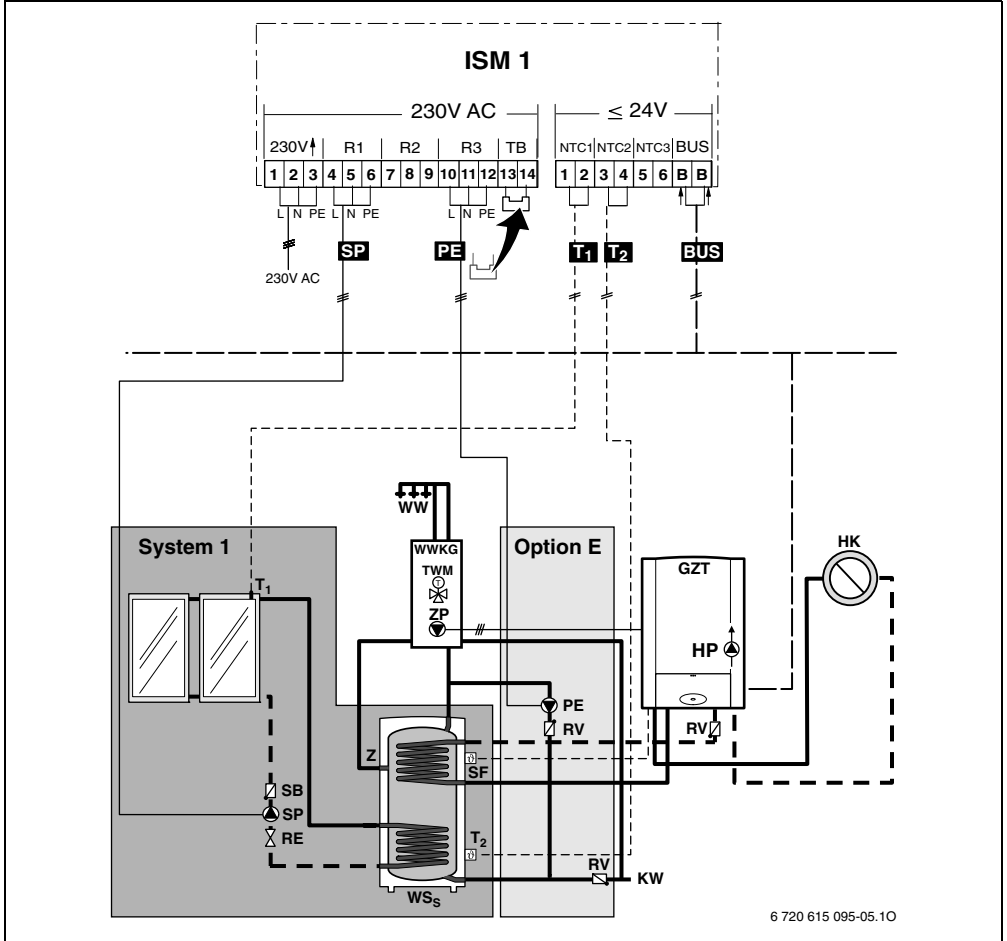 ISM 1
230V AC ≤ 24V
230V R1 R2 R3 TB NTC1 NTC2 NTC3 BUS
1 2 3 4 5 6 7 8 9 10 11 12 13 14 1 2 3 4 5 6 B B
L N PE L N PE L N PE
SP PE T1 T2 BUS
230V AC
WW
System 1
WWKG
Option E
HK
TWM
GZT
T
T1
ZP
HP
PE
RV
RV
Z
SF
SB
SP
RE
T2
RV
KW
WSS
6 720 615 095-05.1O